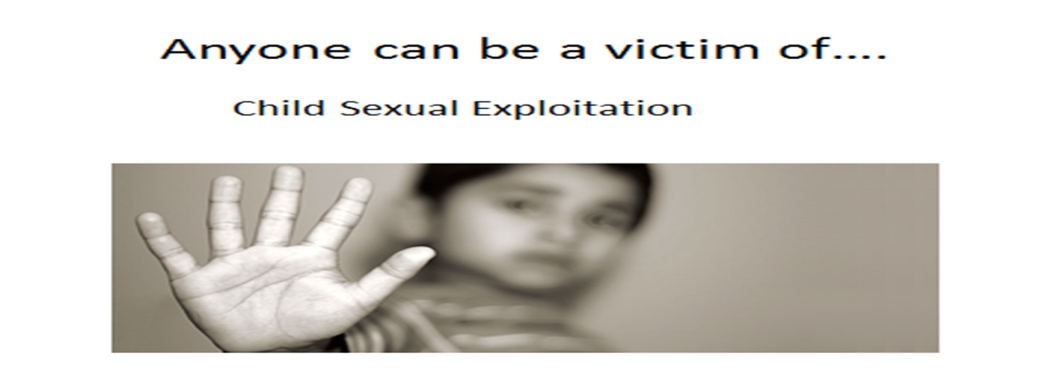 Anyone can be a victim of....
Child Sexual Exploitation